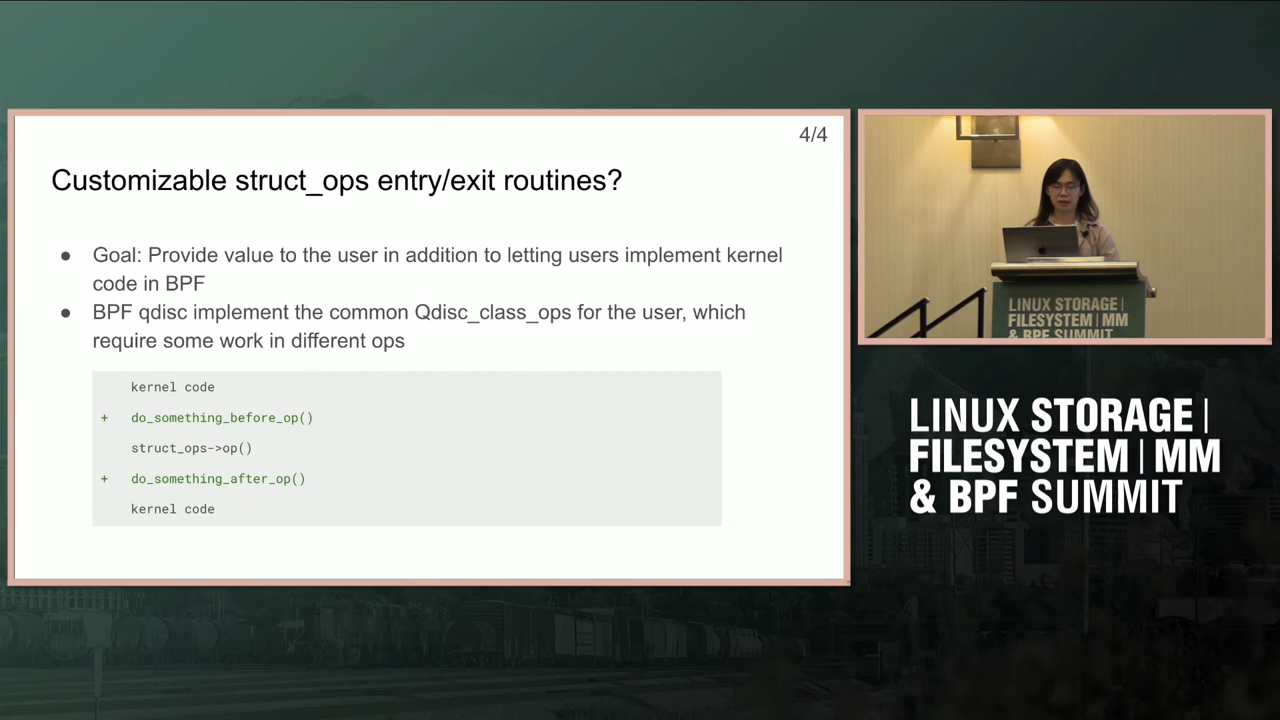 4/4
Customizable struct_ops entry/exit routines?
● Goal: Provide value to the user in addition to letting users implement kernel
code in BPF
● BPF qdisc implement the common Qdisc_class_ops for the user, which
require some work in different ops
kernel code
+ do_something_before_op()
struct_ops->op()
+ do_something_after_op()
kernel code
LINUX STORAGE |
FILESYSTEM | MM
& BPF SUMMIT
LINUX STORAGE |
FILESYSTEM | MM
& BPF SUMMIT